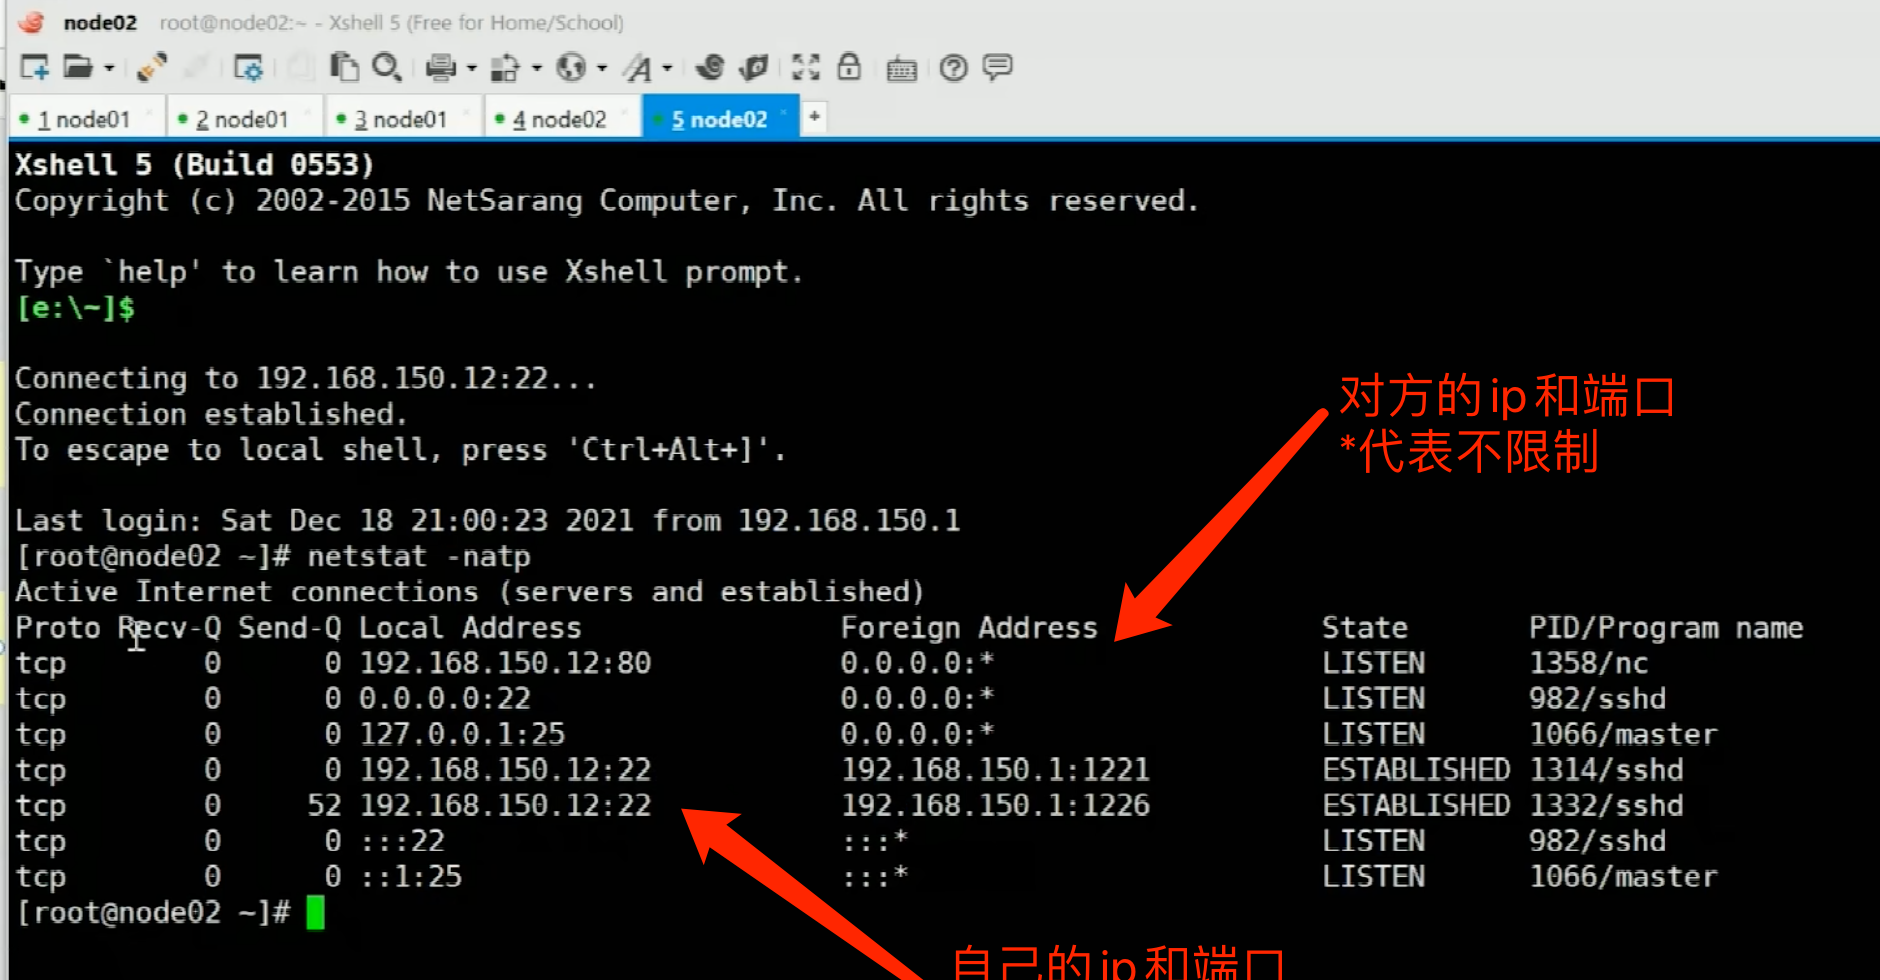 node02 root@node02:~ - Xshell 5 (Free for Home/School)
1 node01 2 node01 3 node01 4 node02 5 node02 +
Xshell 5 (Build 0553)
Copyright (c) 2002-2015 NetSarang Computer, Inc. All rights reserved.
Type `help' to learn how to use Xshell prompt.
[e:\~]$
Connecting to 192.168.150.12:22...
Connection established.
To escape to local shell, press 'Ctrl+Alt+]'.
对方的ip和端口
*代表不限制
Last login: Sat Dec 18 21:00:23 2021 from 192.168.150.1
[root@node02 ~]# netstat -natp
Active Internet connections (servers and established)
Proto Recv-Q Send-Q Local Address Foreign Address State PID/Program name
tcp 0 0 192.168.150.12:80 0.0.0.0:* LISTEN 1358/nc
tcp 0 0 0.0.0.0:22 0.0.0.0:* LISTEN 982/sshd
tcp 0 0 127.0.0.1:25 0.0.0.0:* LISTEN 1066/master
tcp 0 0 192.168.150.12:22 192.168.150.1:1221 ESTABLISHED 1314/sshd
tcp 0 52 192.168.150.12:22 192.168.150.1:1226 ESTABLISHED 1332/sshd
tcp 0 0 :::22 :::* LISTEN 982/sshd
tcp 0 0 ::1:25 :::* LISTEN 1066/master
[root@node02 ~]#
自己的ip和端口